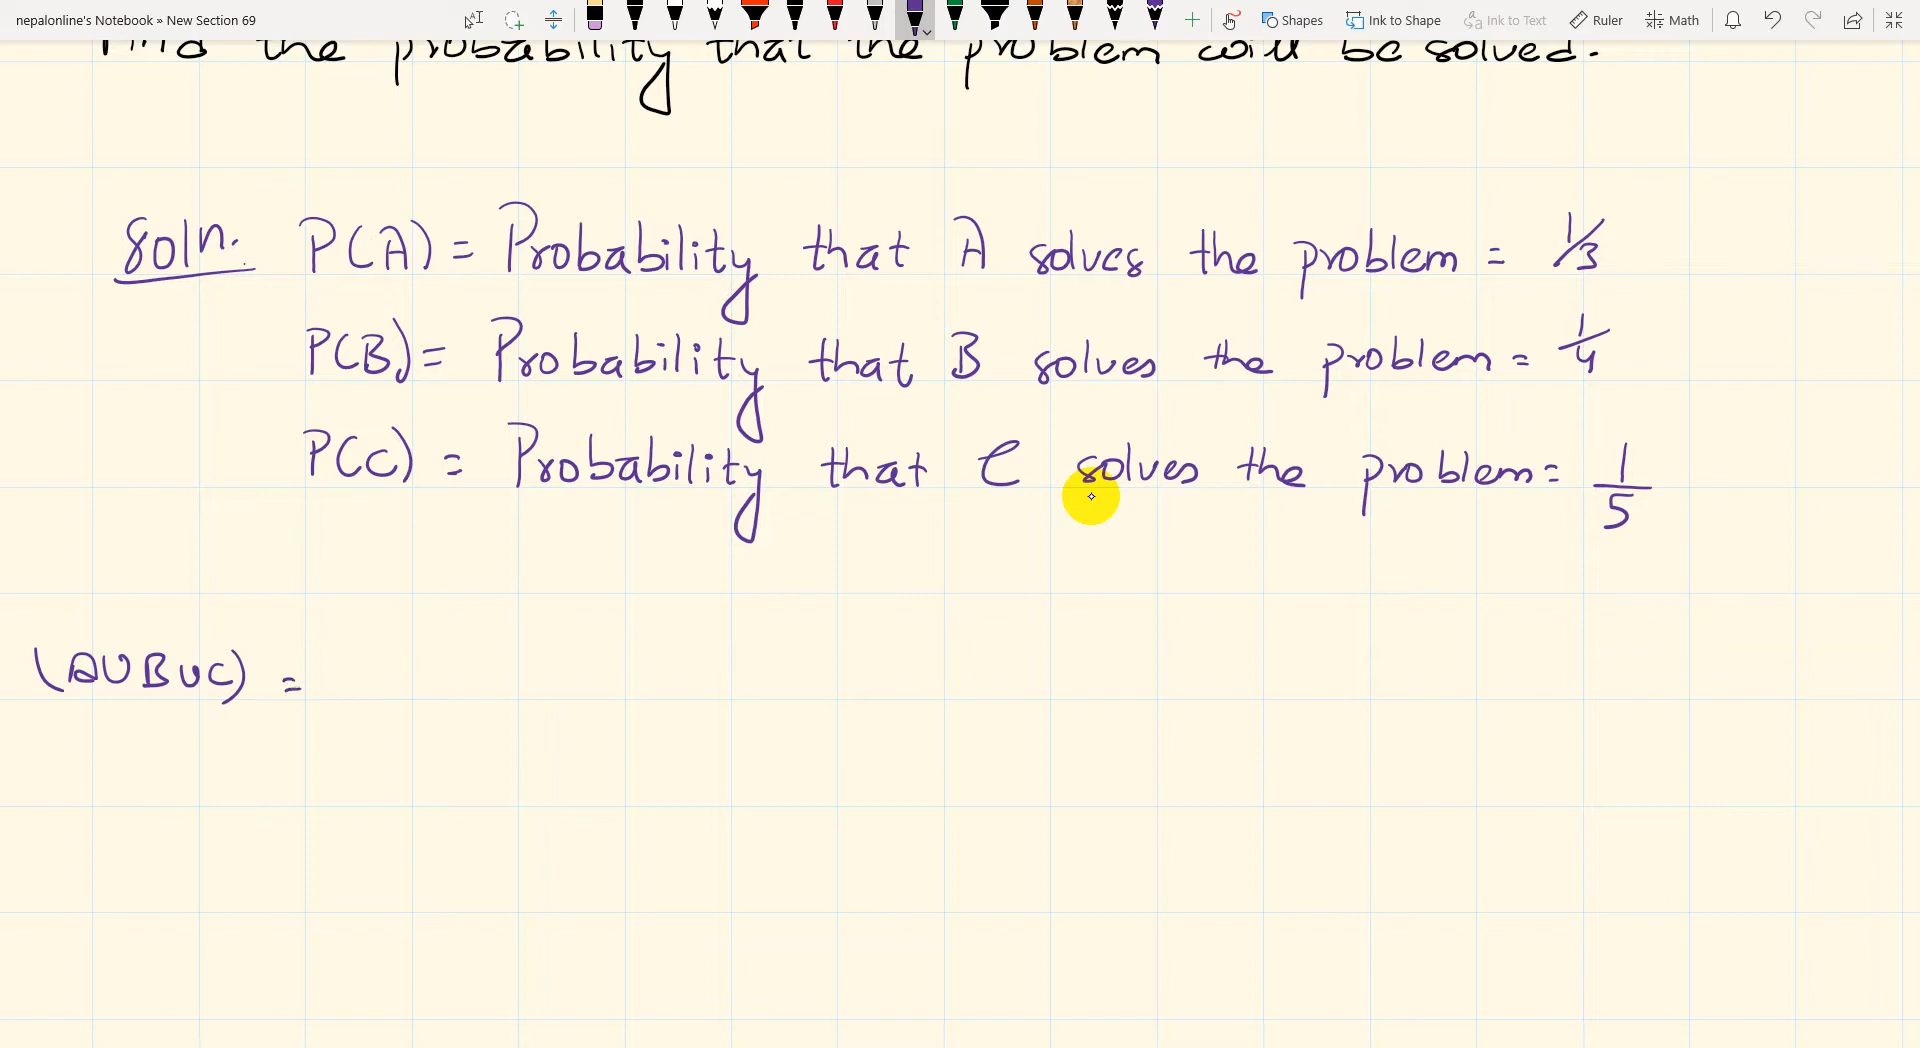 nepalonline's Notebook » New Section 69
Shapes
Ink to Shape
Ink to Text
Ruler
Math
Find the probability that the problem will be solved.
Soln. P(A) = Probability that A solves the problem = 1/3
P(B) = Probability that B solves the problem = 1/4
P(C) = Probability that C solves the problem = 1/5
(A∪B∪C) =